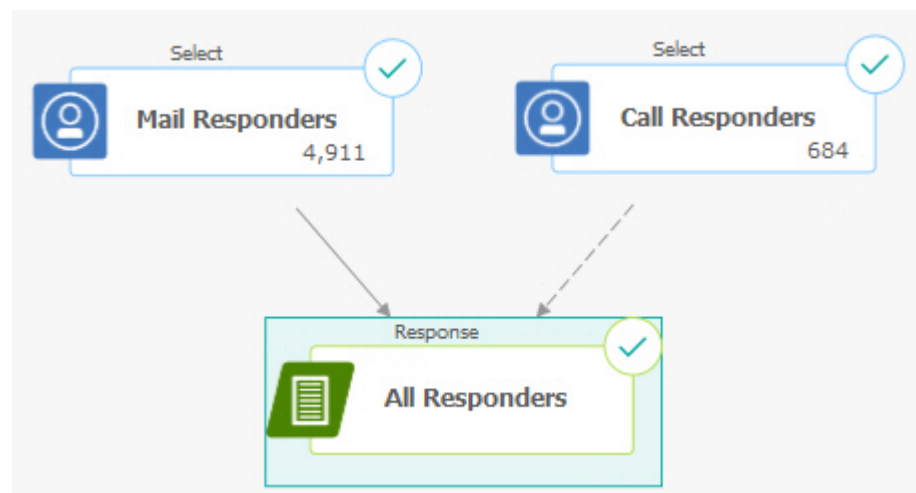 Select
Mail Responders
4,911
Select
Call Responders
684
Response
All Responders